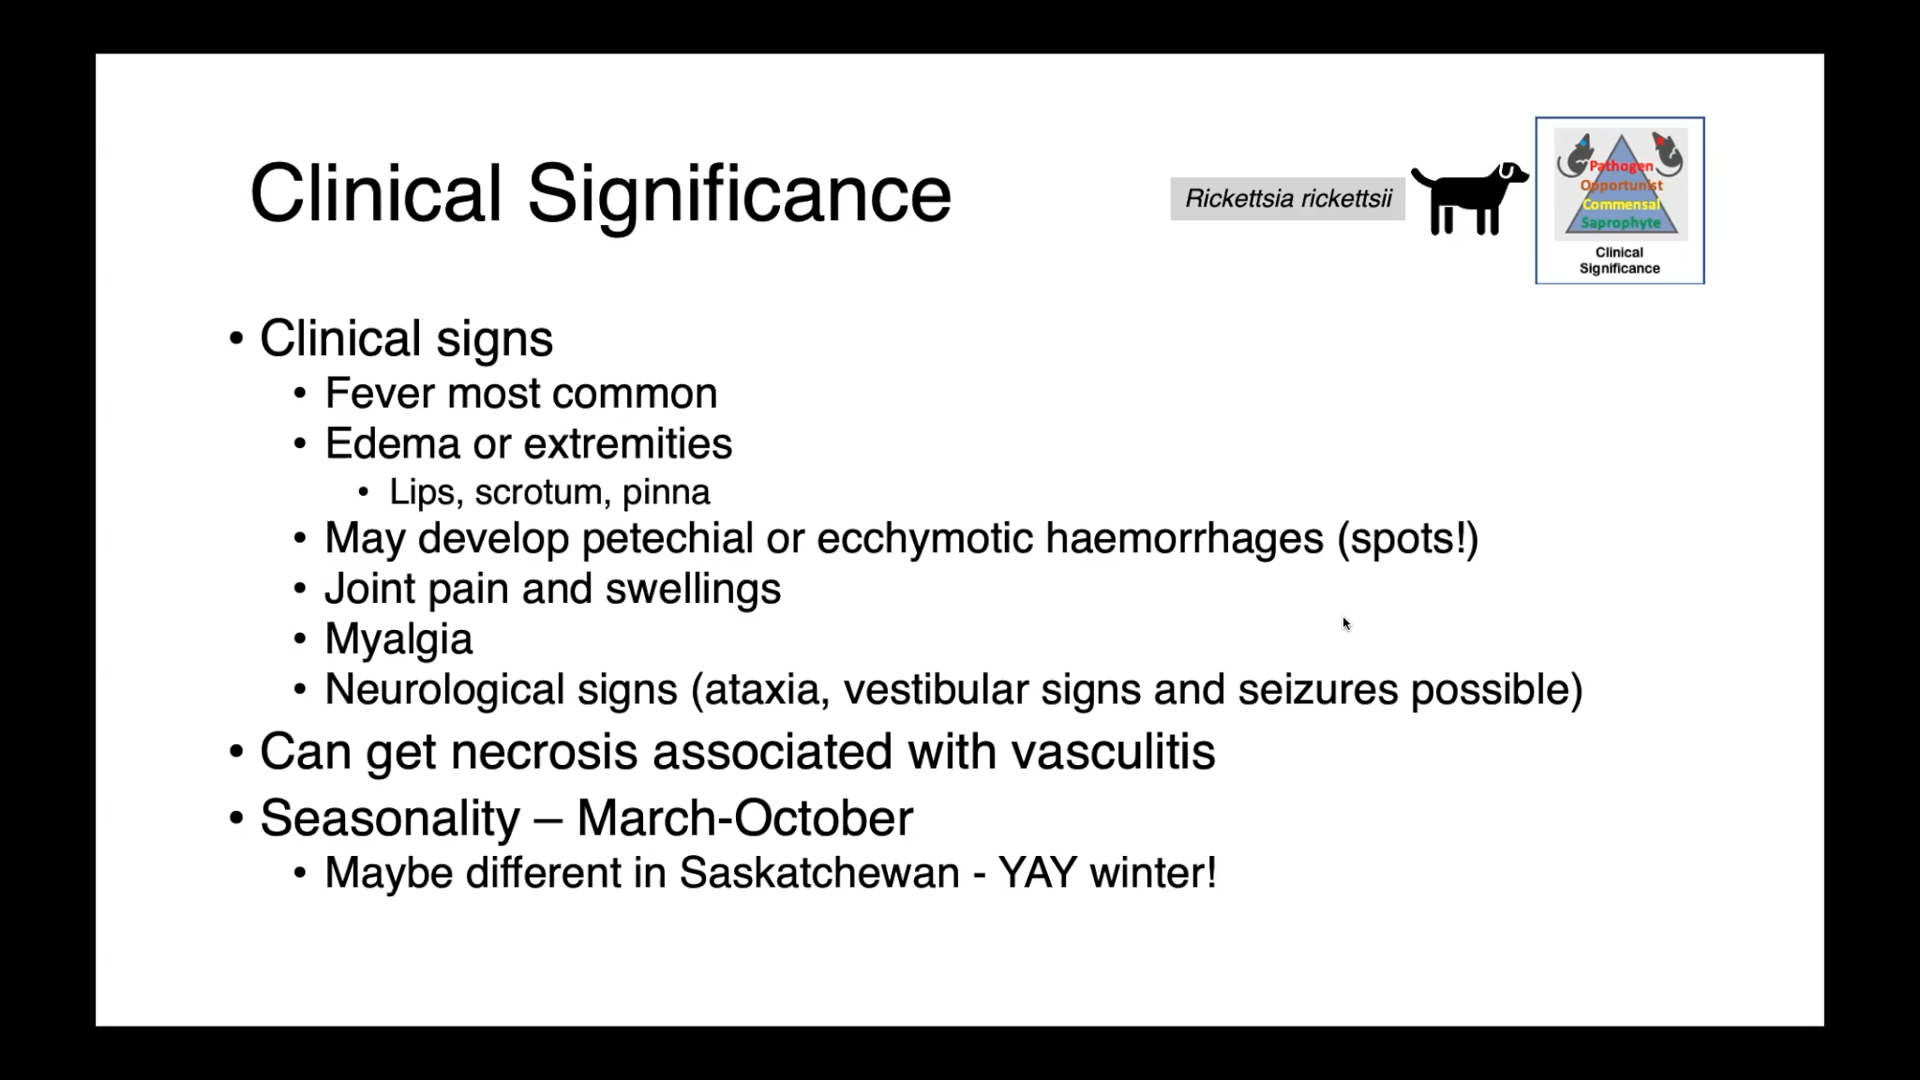 Clinical Significance
Rickettsia rickettsii
Pathogen
Opportunist
Commensal
Saprophyte
Clinical
Significance
• Clinical signs
• Fever most common
• Edema or extremities
• Lips, scrotum, pinna
• May develop petechial or ecchymotic haemorrhages (spots!)
• Joint pain and swellings
• Myalgia
• Neurological signs (ataxia, vestibular signs and seizures possible)
• Can get necrosis associated with vasculitis
• Seasonality – March-October
• Maybe different in Saskatchewan - YAY winter!